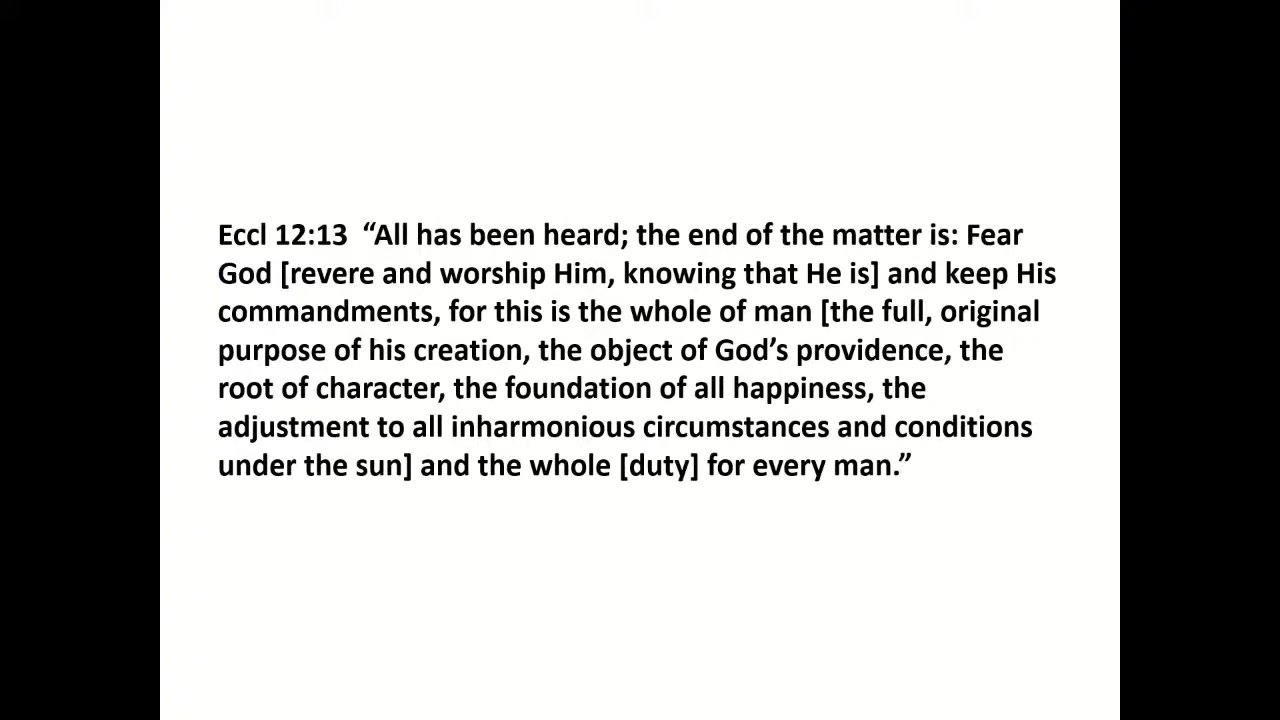 Eccl 12:13  “All has been heard; the end of the matter is: Fear
God [revere and worship Him, knowing that He is] and keep His
commandments, for this is the whole of man [the full, original
purpose of his creation, the object of God’s providence, the
root of character, the foundation of all happiness, the
adjustment to all inharmonious circumstances and conditions
under the sun] and the whole [duty] for every man.”